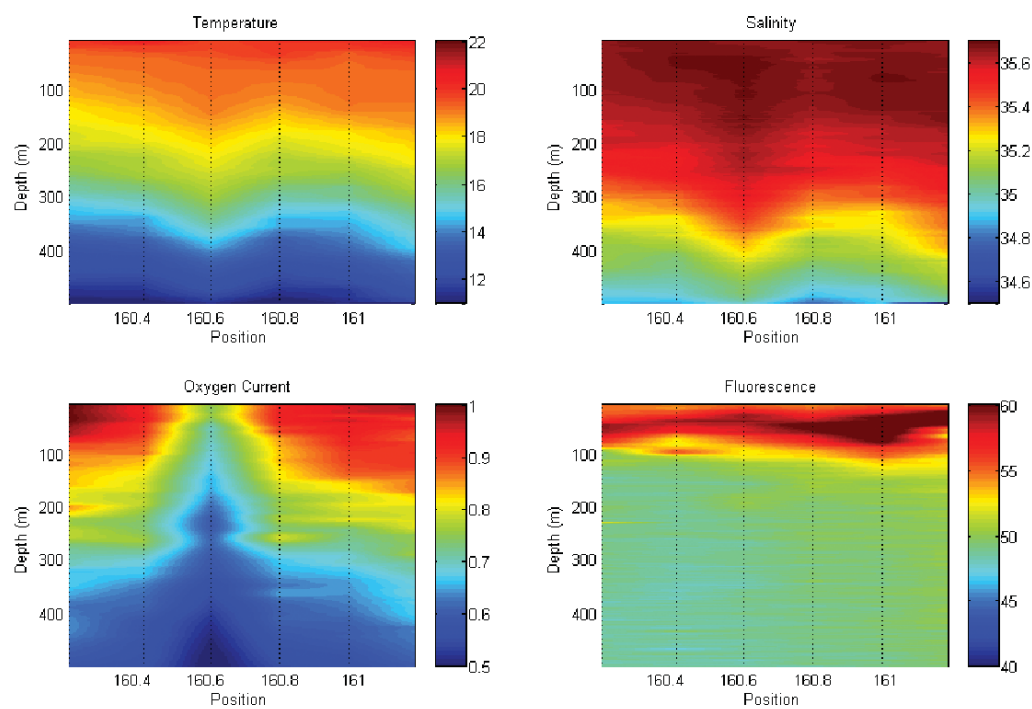 Temperature
22
20
18
16
14
12
100
200
300
400
Depth (m)
160.4 160.6 160.8 161
Position
Salinity
35.6
35.4
35.2
35
34.8
34.6
100
200
300
400
Depth (m)
160.4 160.6 160.8 161
Position
Oxygen Current
1
0.9
0.8
0.7
0.6
0.5
100
200
300
400
Depth (m)
160.4 160.6 160.8 161
Position
Fluorescence
60
55
50
45
40
100
200
300
400
Depth (m)
160.4 160.6 160.8 161
Position